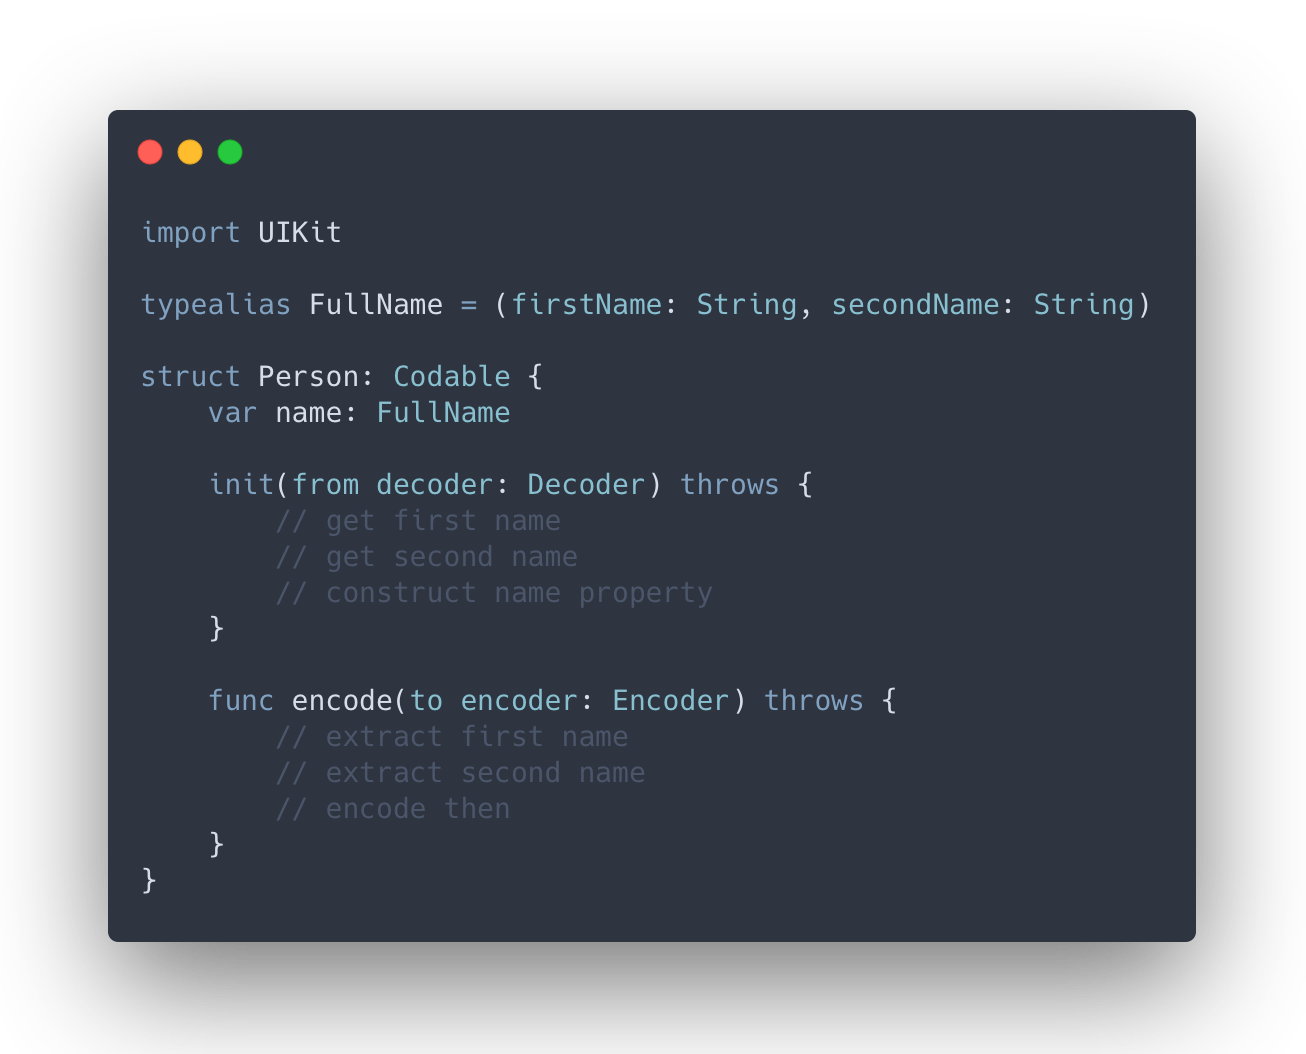 import UIKit
typealias FullName = (firstName: String, secondName: String)
struct Person: Codable {
    var name: FullName
    init(from decoder: Decoder) throws {
        // get first name
        // get second name
        // construct name property
    }
    func encode(to encoder: Encoder) throws {
        // extract first name
        // extract second name
        // encode then
    }
}